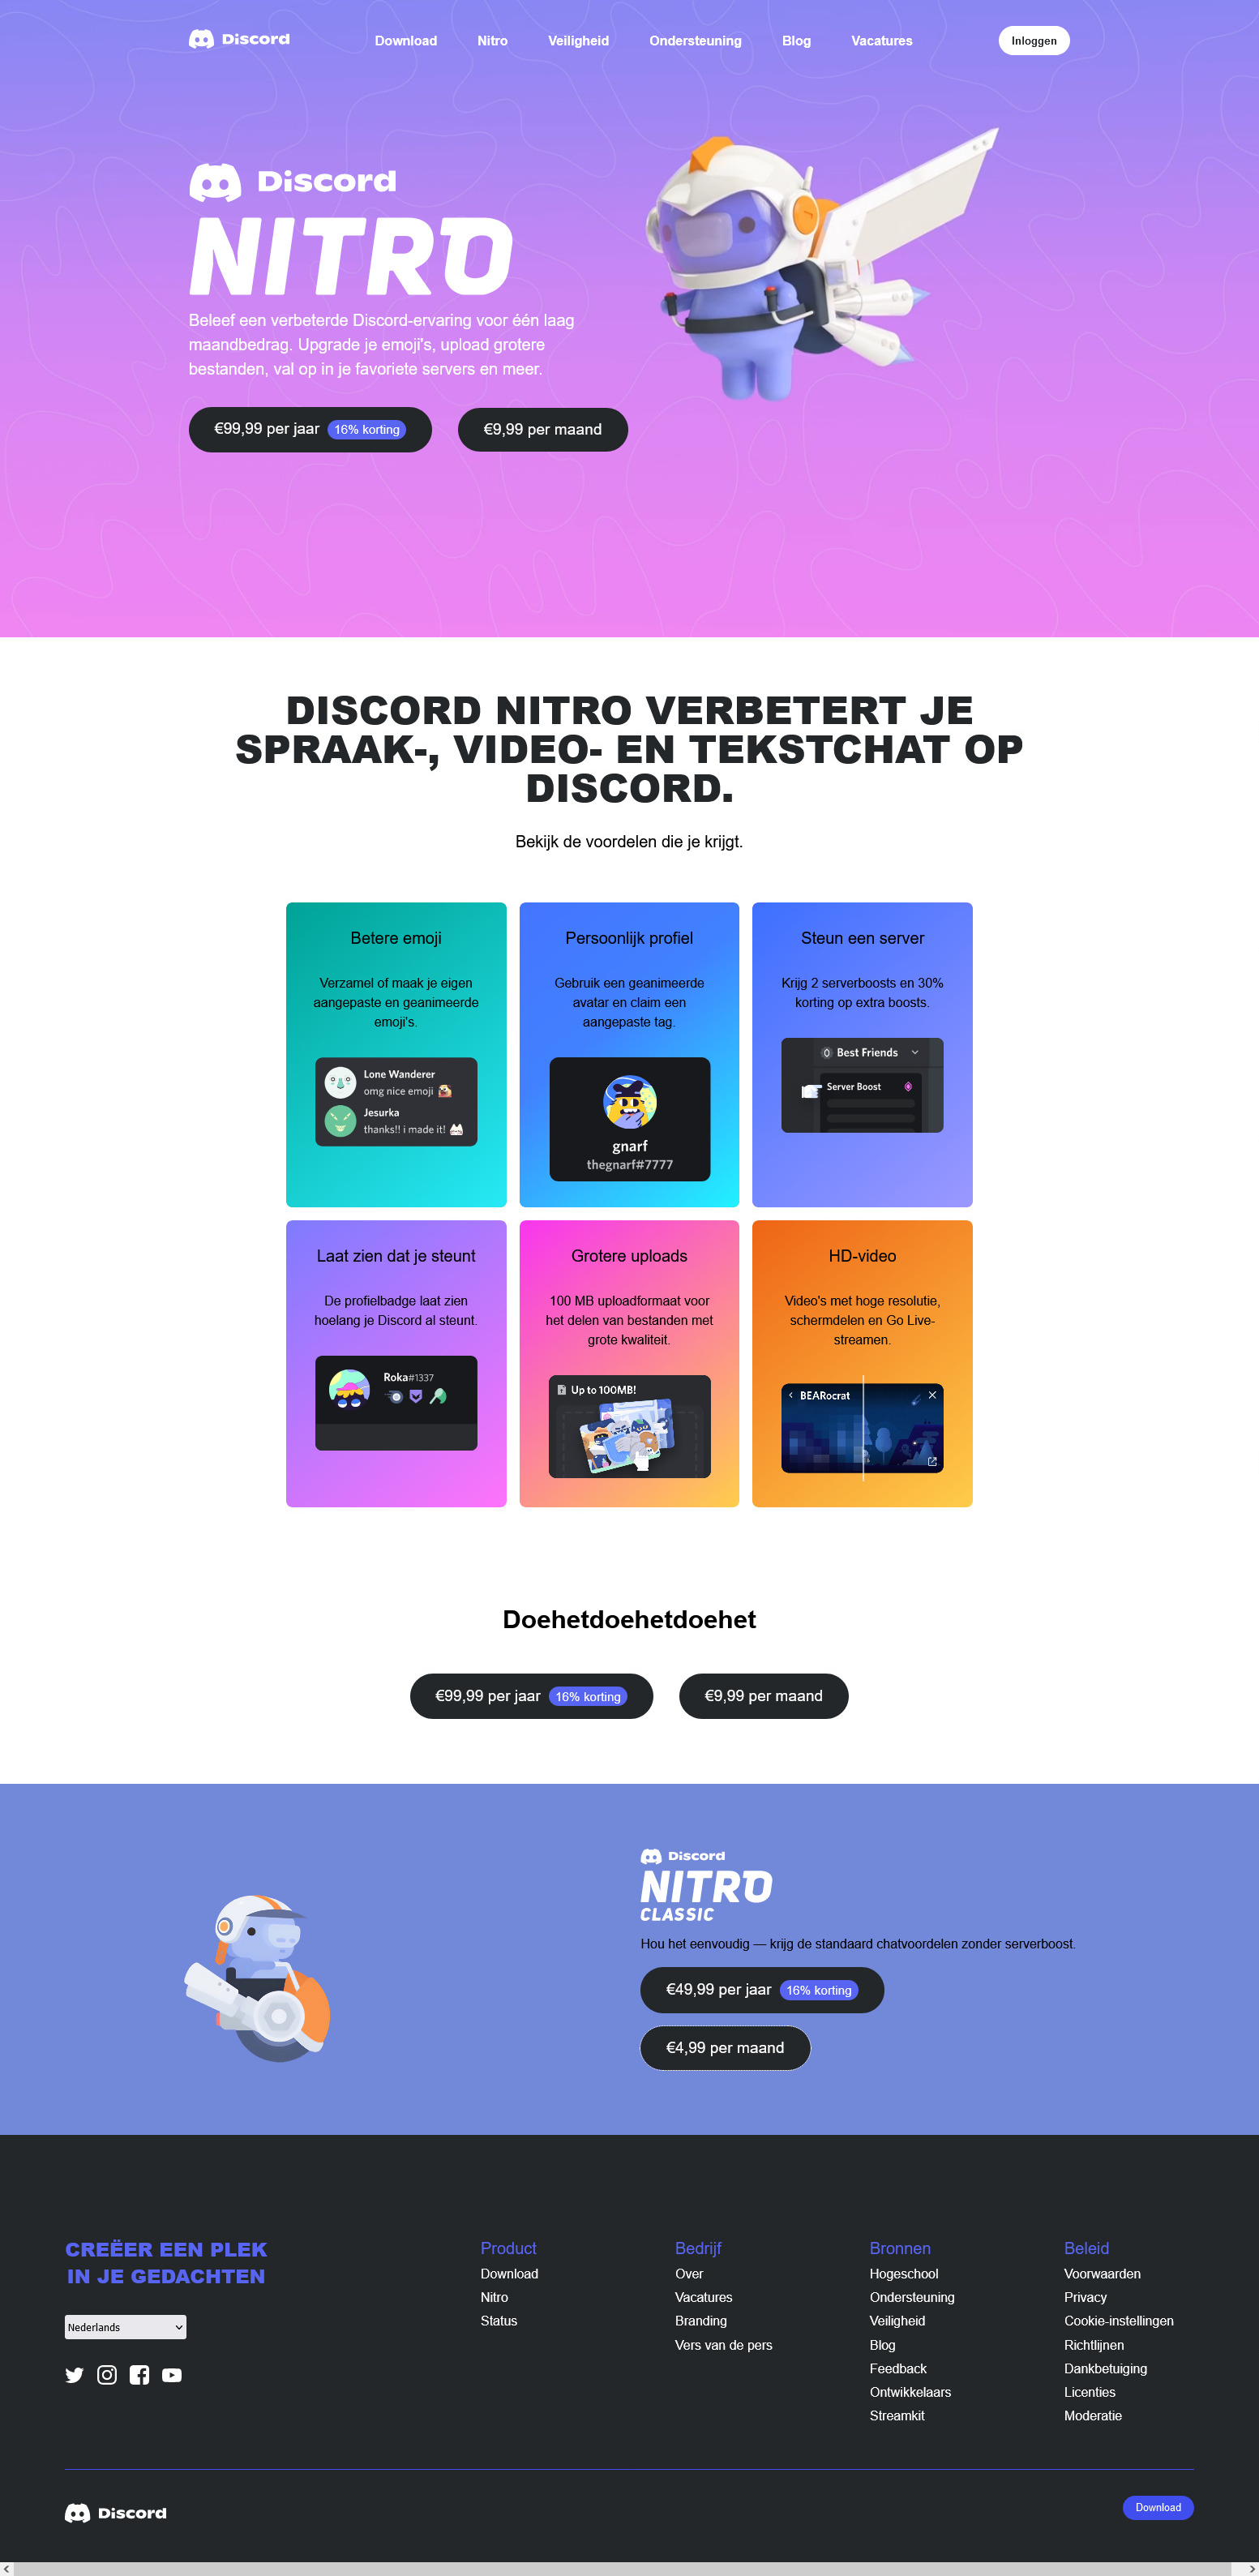 Discord
Download
Nitro
Veiligheid
Ondersteuning
Blog
Vacatures
Inloggen
Discord
NITRO
Beleef een verbeterde Discord-ervaring voor één laag
maandbedrag. Upgrade je emoji's, upload grotere
bestanden, val op in je favoriete servers en meer.
€99,99 per jaar 16% korting
€9,99 per maand
DISCORD NITRO VERBETERT JE
SPRAAK-, VIDEO- EN TEKSTCHAT OP
DISCORD.
Bekijk de voordelen die je krijgt.
Betere emoji
Verzamel of maak je eigen
aangepaste en geanimeerde
emoji's.
Lone Wanderer
omg nice emoji
Jesurka
thanks!! i made it!
Persoonlijk profiel
Gebruik een geanimeerde
avatar en claim een
aangepaste tag.
gnarf
thegnarf#7777
Steun een server
Krijg 2 serverboosts en 30%
korting op extra boosts.
Best Friends
Server Boost
Laat zien dat je steunt
De profielbadge laat zien
hoelang je Discord al steunt.
Roka#1337
Grotere uploads
100 MB uploadformaat voor
het delen van bestanden met
grote kwaliteit.
Up to 100MB!
HD-video
Video's met hoge resolutie,
schermdelen en Go Live-
streamen.
BEARocrat
Doehetdoehetdoehet
€99,99 per jaar 16% korting
€9,99 per maand
Discord
NITRO
CLASSIC
Hou het eenvoudig — krijg de standaard chatvoordelen zonder serverboost.
€49,99 per jaar 16% korting
€4,99 per maand
CREËER EEN PLEK
IN JE GEDACHTEN
Nederlands
Product
Download
Nitro
Status
Bedrijf
Over
Vacatures
Branding
Vers van de pers
Bronnen
Hogeschool
Ondersteuning
Veiligheid
Blog
Feedback
Ontwikkelaars
Streamkit
Beleid
Voorwaarden
Privacy
Cookie-instellingen
Richtlijnen
Dankbetuiging
Licenties
Moderatie
Discord
Download